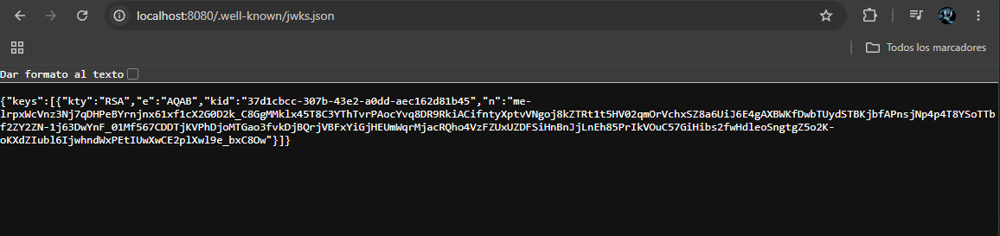 localhost:8080/.well-known/jwks.json
Todos los marcadores
Dar formato al texto
{"keys":[{"kty":"RSA","e":"AQAB","kid":"37d1cbcc-307b-43e2-a0dd-aec162d81b45","n":"me-
lrpxWcVnz3Nj7qDHPeBYrnjnx61xf1cX2G0D2k_C8GgMMklx45T8C3YThTvrPAocYvq8DR9RkiACifntyXptvVNgoj8kZTRt1t5HV02qmOrVchxSZ8a6UiJ6E4gAXBWKfDwbTUydSTBKjbfAPnsjNp4p4T8YSoTTb
f2ZY2ZN-1j63DwYnF_01Mf567CDDTjKVPhDjoMTGao3fvkDjBQrjVBFxYiGjHEUmWqrMjacRQho4VzFZUxUZDFSiHnBnJjLnEh85PrIkVOuC57GiHibs2fwHdleoSngtgZ5o2K-
oKXdZIubl6IjwhndWxPEtIUwXwCE2plXwl9e_bxC8Ow"}]}